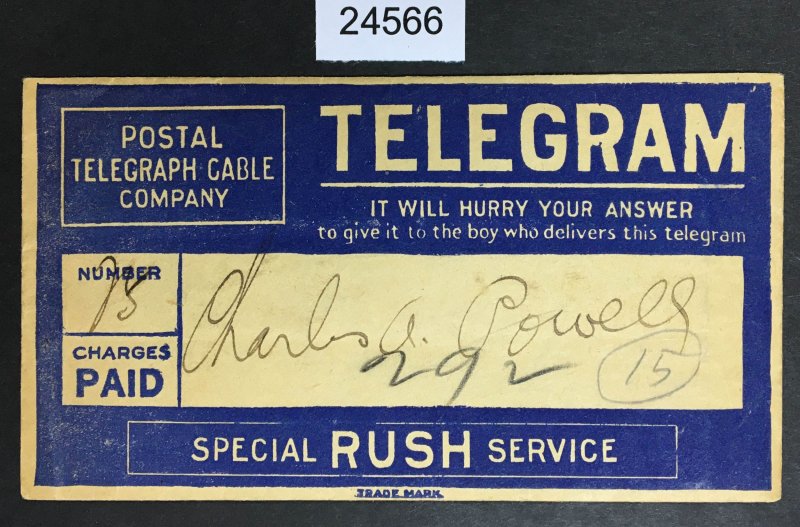 24566
POSTAL
TELEGRAPH CABLE
COMPANY
TELEGRAM
IT WILL HURRY YOUR ANSWER
to give it to the boy who delivers this telegram
NUMBER
CHARGES
PAID
Charles A. Powell
292
15
SPECIAL RUSH SERVICE
TRADE MARK